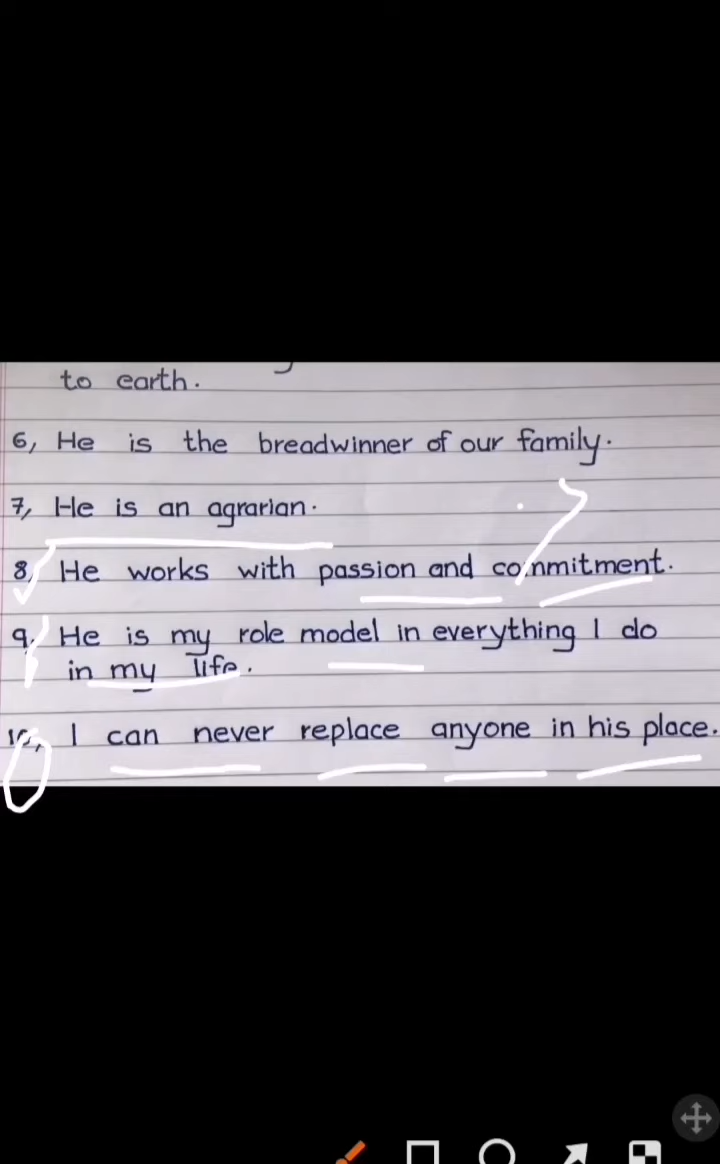 to earth.
6, He is the breadwinner of our family.
7, He is an agrarian.
8, He works with passion and commitment.
9, He is my role model in everything I do
in my life.
10, I can never replace anyone in his place.